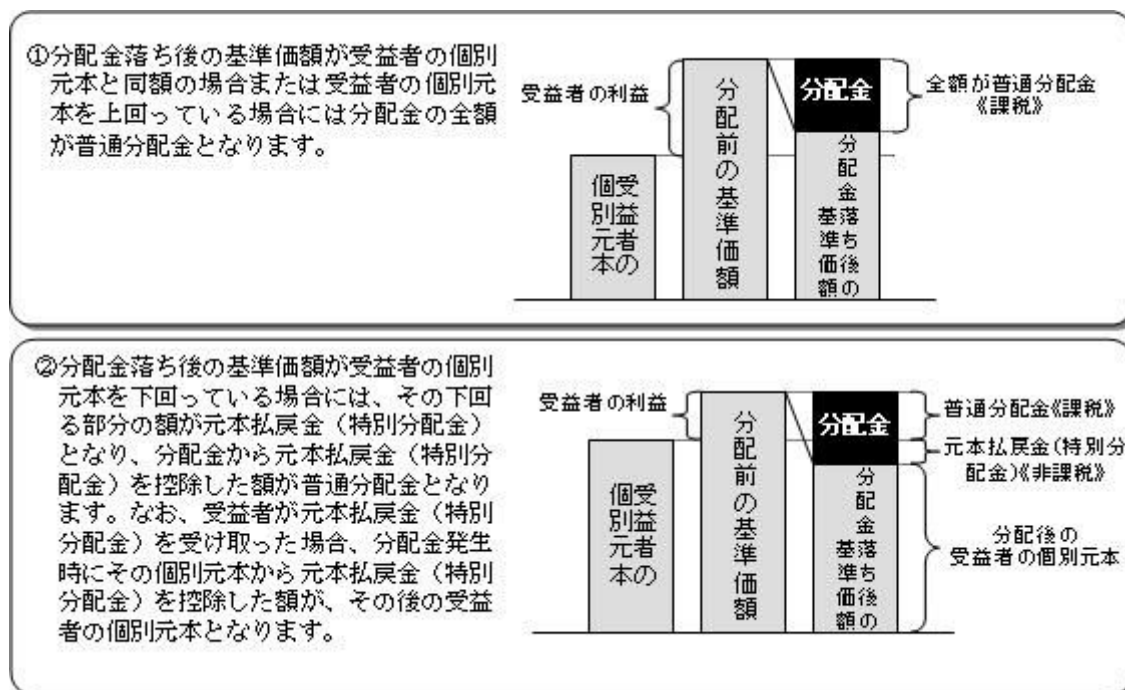 ①分配金落ち後の基準価額が受益者の個別
元本と同額の場合または受益者の個別元
本を上回っている場合には分配金の全額
が普通分配金となります。
受益者の利益
受益者の
個別元本
分配前の基準価額
分配金
分配金落ち後の
基準価額
全額が普通分配金
《課税》
②分配金落ち後の基準価額が受益者の個別
元本を下回っている場合には、その下回
る部分の額が元本払戻金（特別分配金）
となり、分配金から元本払戻金（特別分
配金）を控除した額が普通分配金となり
ます。なお、受益者が元本払戻金（特別
分配金）を受け取った場合、分配金発生
時にその個別元本から元本払戻金（特別
分配金）を控除した額が、その後の受益
者の個別元本となります。
受益者の利益
受益者の
個別元本
分配前の基準価額
分配金
分配金落ち後の
基準価額
普通分配金《課税》
元本払戻金(特別分
配金)《非課税》
分配後の
受益者の個別元本